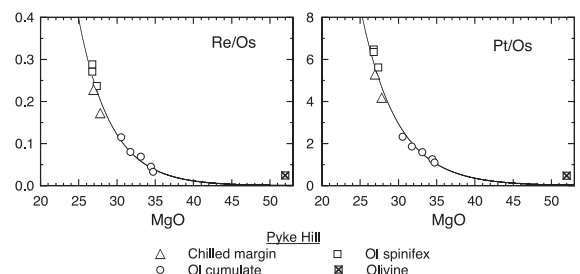 0.4
0.3
0.2
0.1
0.0
Re/Os
20 25 30 35 40 45 50
MgO
8
6
4
2
0
Pt/Os
20 25 30 35 40 45 50
MgO
Pyke Hill
Chilled margin
Ol spinifex
Ol cumulate
Olivine